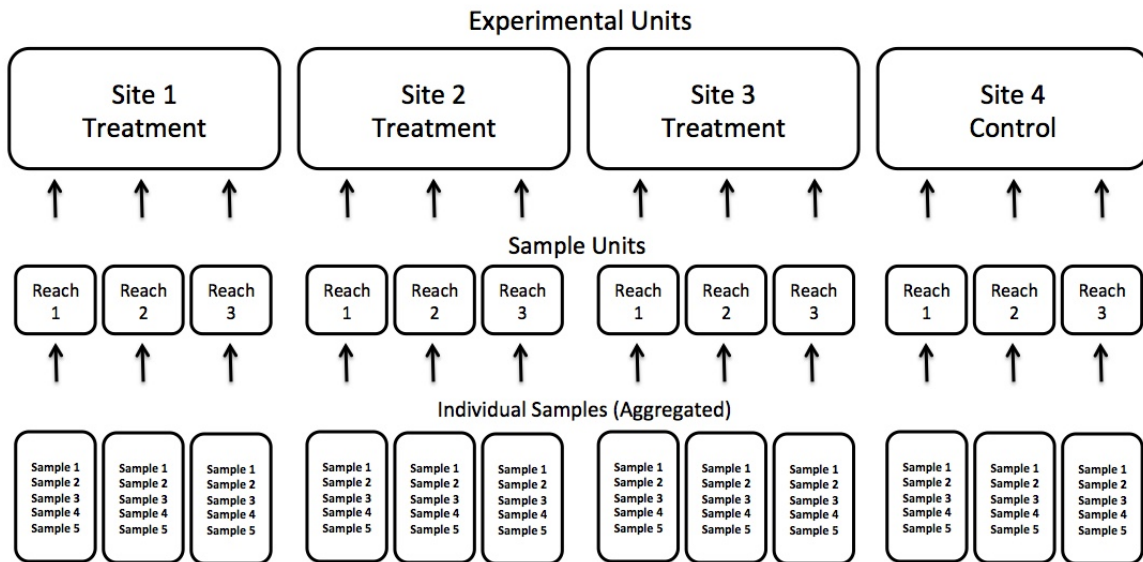 Experimental Units
Site 1
Treatment
Site 2
Treatment
Site 3
Treatment
Site 4
Control
Sample Units
Reach
1
Reach
2
Reach
3
Reach
1
Reach
2
Reach
3
Reach
1
Reach
2
Reach
3
Reach
1
Reach
2
Reach
3
Individual Samples (Aggregated)
Sample 1
Sample 2
Sample 3
Sample 4
Sample 5
Sample 1
Sample 2
Sample 3
Sample 4
Sample 5
Sample 1
Sample 2
Sample 3
Sample 4
Sample 5
Sample 1
Sample 2
Sample 3
Sample 4
Sample 5
Sample 1
Sample 2
Sample 3
Sample 4
Sample 5
Sample 1
Sample 2
Sample 3
Sample 4
Sample 5
Sample 1
Sample 2
Sample 3
Sample 4
Sample 5
Sample 1
Sample 2
Sample 3
Sample 4
Sample 5
Sample 1
Sample 2
Sample 3
Sample 4
Sample 5
Sample 1
Sample 2
Sample 3
Sample 4
Sample 5
Sample 1
Sample 2
Sample 3
Sample 4
Sample 5
Sample 1
Sample 2
Sample 3
Sample 4
Sample 5